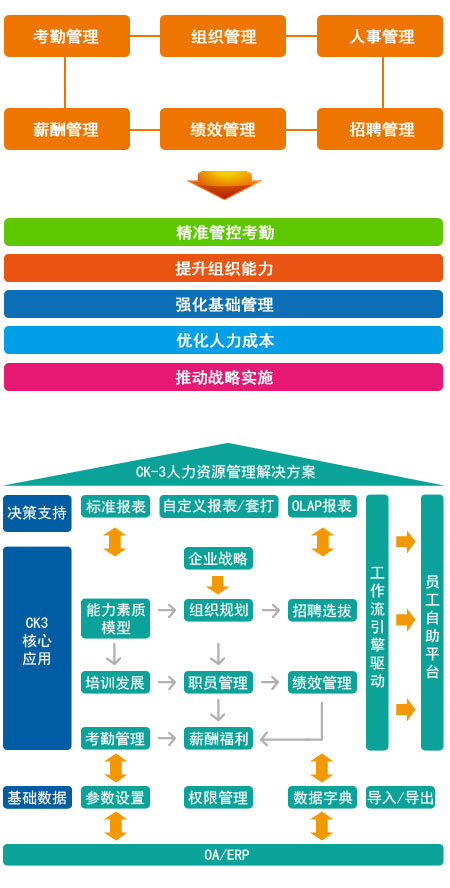 考勤管理
组织管理
人事管理
薪酬管理
绩效管理
招聘管理
精准管控考勤
提升组织能力
强化基础管理
优化人力成本
推动战略实施
CK-3人力资源管理解决方案
决策支持
标准报表
自定义报表/套打
OLAP报表
企业战略
CK3
核心
应用
能力素质
模型
组织规划
招聘选拔
培训发展
职员管理
绩效管理
考勤管理
薪酬福利
工作流引擎驱动
员工自助平台
基础数据
参数设置
权限管理
数据字典
导入/导出
OA/ERP